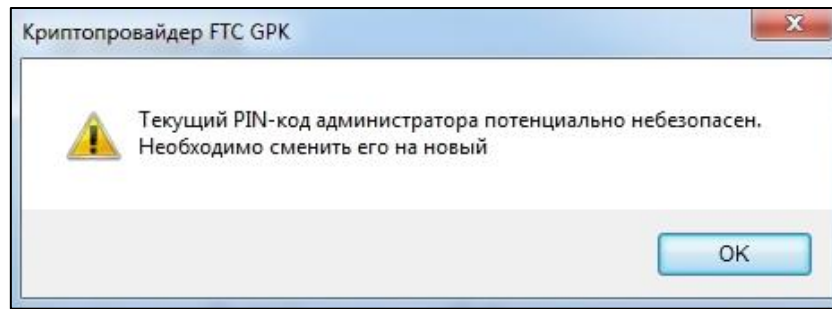 Криптопровайдер FTC GPK
Текущий PIN-код администратора потенциально небезопасен.
Необходимо сменить его на новый
OK